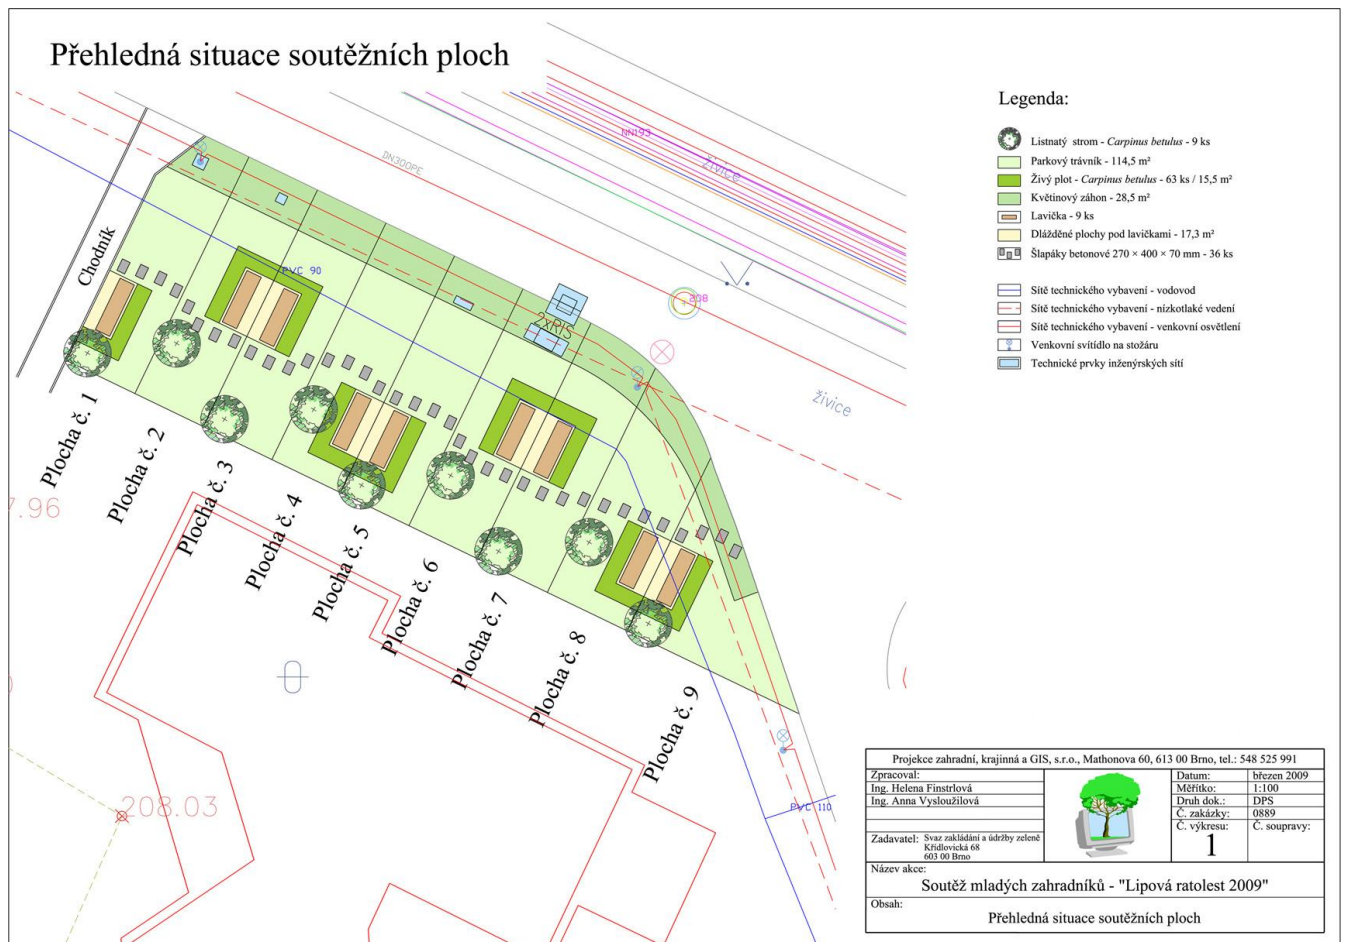 Přehledná situace soutěžních ploch
Legenda:
Listnatý strom - Carpinus betulus - 9 ks
Parkový trávník - 114,5 m²
Živý plot - Carpinus betulus - 63 ks / 15,5 m²
Květinový záhon - 28,5 m²
Lavička - 9 ks
Dlážděné plochy pod lavičkami - 17,3 m²
Šlapáky betonové 270 × 400 × 70 mm - 36 ks
Sítě technického vybavení - vodovod
Sítě technického vybavení - nízkotlaké vedení
Sítě technického vybavení - venkovní osvětlení
Venkovní svítidlo na stožáru
Technické prvky inženýrských sítí
NN193
živice
DN300PE
Chodník
PVC 90
208
2xRIS
živice
Plocha č. 1
Plocha č. 2
Plocha č. 3
Plocha č. 4
Plocha č. 5
Plocha č. 6
Plocha č. 7
Plocha č. 8
Plocha č. 9
7.96
208.03
PVC 110
Projekce zahradní, krajinná a GIS, s.r.o., Mathonova 60, 613 00 Brno, tel.: 548 525 991
Zpracoval:
Ing. Helena Finstrlová
Ing. Anna Vysloužilová
Zadavatel: Svaz zakládání a údržby zeleně
Křídlovická 68
603 00 Brno
Datum: březen 2009
Měřítko: 1:100
Druh dok.: DPS
Č. zakázky: 0889
Č. výkresu: Č. soupravy:
1
Název akce:
Soutěž mladých zahradníků - "Lipová ratolest 2009"
Obsah:
Přehledná situace soutěžních ploch